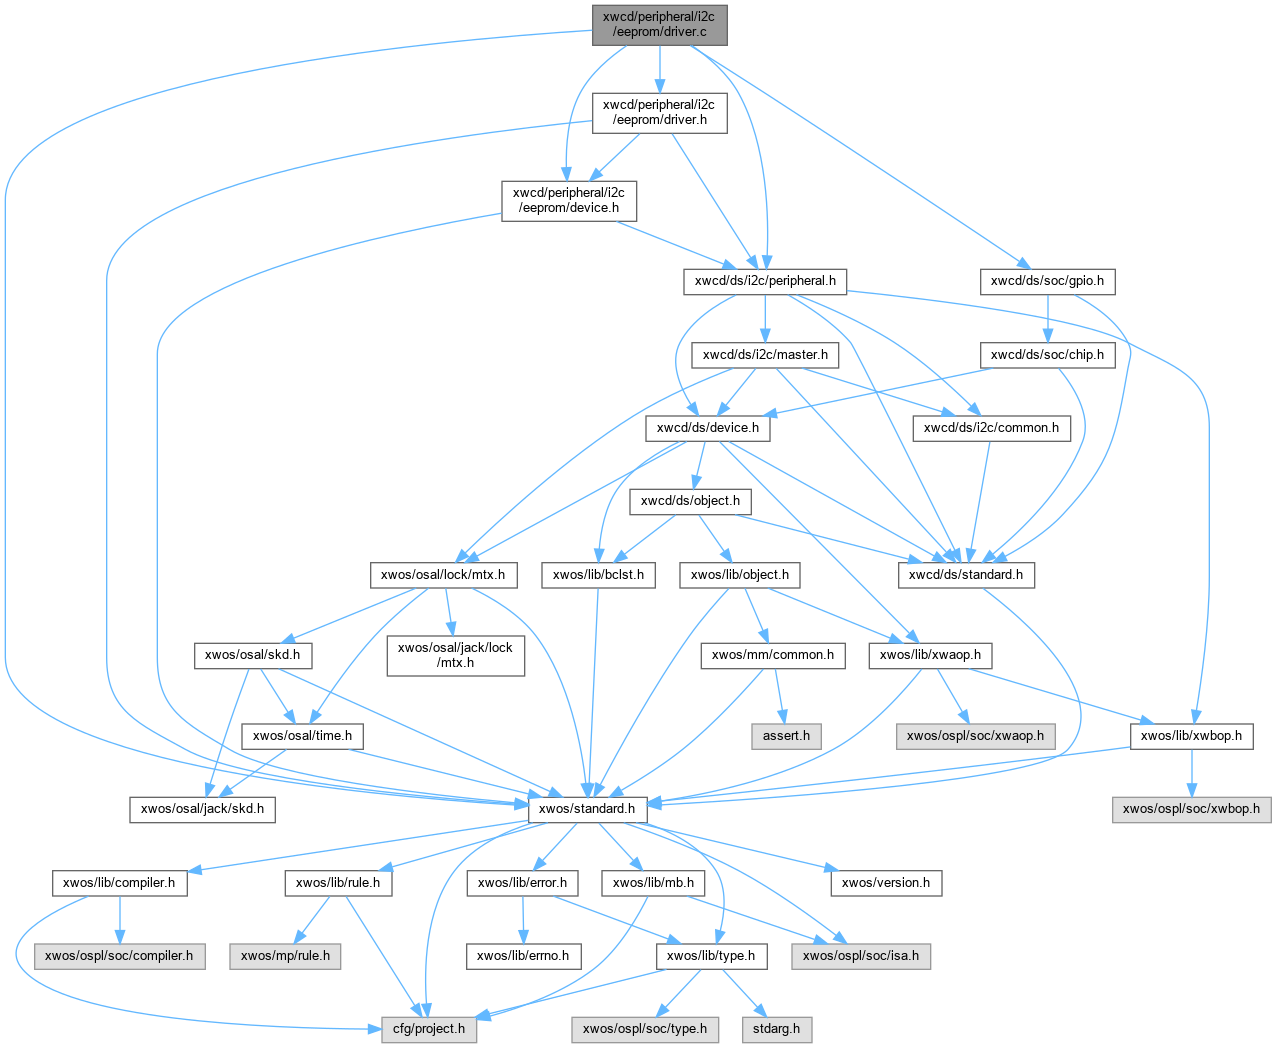 xwcd/peripheral/i2c
/eeprom/driver.c
xwcd/peripheral/i2c
/eeprom/driver.h
xwcd/peripheral/i2c
/eeprom/device.h
xwcd/ds/i2c/peripheral.h
xwcd/ds/soc/gpio.h
xwcd/ds/i2c/master.h
xwcd/ds/soc/chip.h
xwcd/ds/device.h
xwcd/ds/i2c/common.h
xwcd/ds/object.h
xwos/osal/lock/mtx.h
xwos/lib/bclst.h
xwos/lib/object.h
xwcd/ds/standard.h
xwos/osal/skd.h
xwos/osal/jack/lock
/mtx.h
xwos/mm/common.h
xwos/lib/xwaop.h
xwos/osal/time.h
assert.h
xwos/ospl/soc/xwaop.h
xwos/lib/xwbop.h
xwos/osal/jack/skd.h
xwos/standard.h
xwos/ospl/soc/xwbop.h
xwos/lib/compiler.h
xwos/lib/rule.h
xwos/lib/error.h
xwos/lib/mb.h
xwos/version.h
xwos/ospl/soc/compiler.h
xwos/mp/rule.h
xwos/lib/errno.h
xwos/lib/type.h
xwos/ospl/soc/isa.h
cfg/project.h
xwos/ospl/soc/type.h
stdarg.h